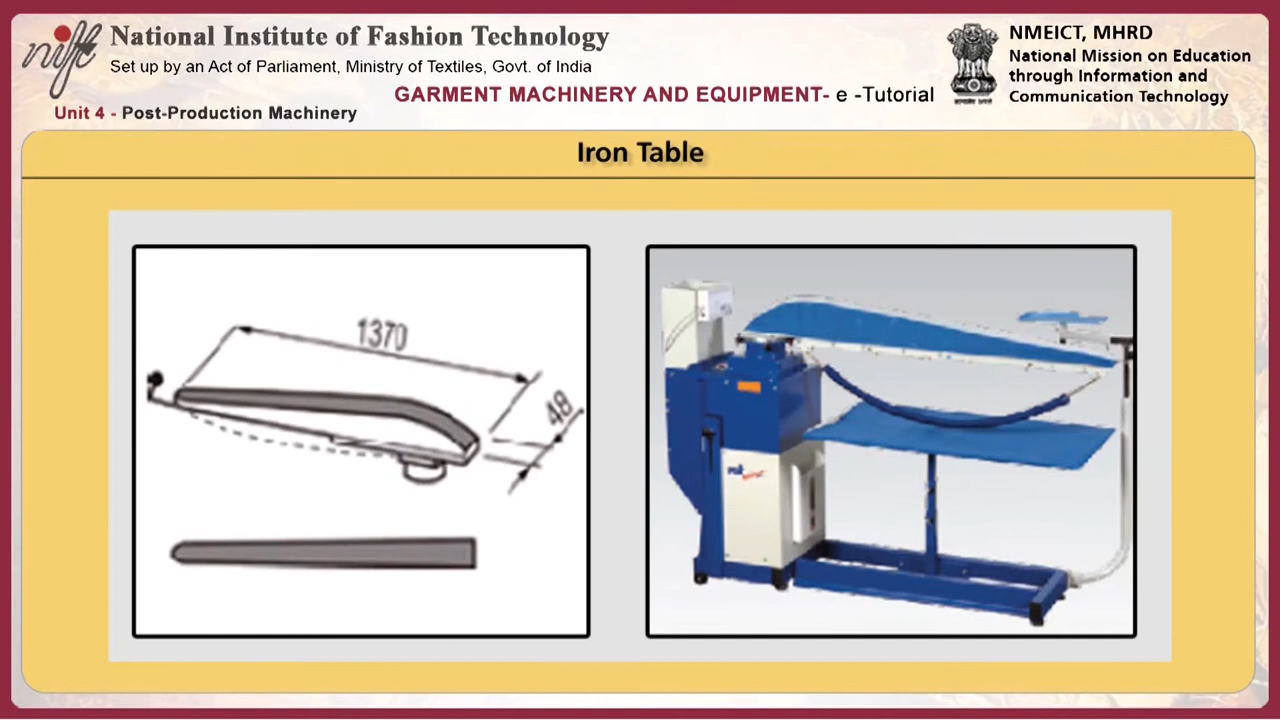 nift
National Institute of Fashion Technology
Set up by an Act of Parliament, Ministry of Textiles, Govt. of India
GARMENT MACHINERY AND EQUIPMENT- e -Tutorial
Unit 4 - Post-Production Machinery
NMEICT, MHRD
National Mission on Education
through Information and
Communication Technology
Iron Table
1370
48